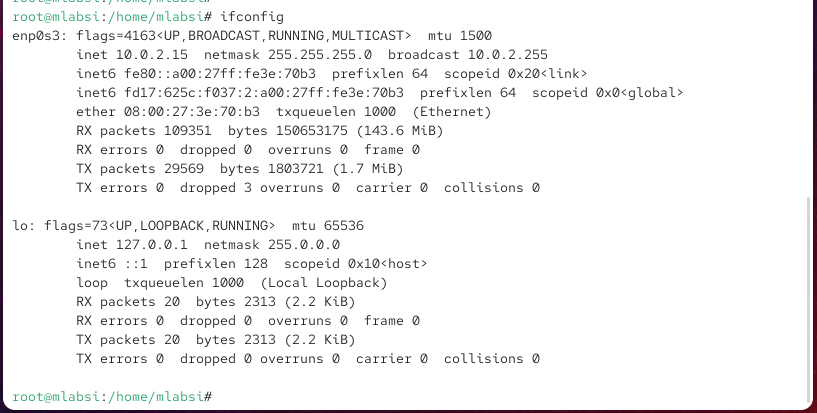 root@mlabsi:/home/mlabsi# ifconfig
enp0s3: flags=4163<UP,BROADCAST,RUNNING,MULTICAST>  mtu 1500
        inet 10.0.2.15  netmask 255.255.255.0  broadcast 10.0.2.255
        inet6 fe80::a00:27ff:fe3e:70b3  prefixlen 64  scopeid 0x20<link>
        inet6 fd17:625c:f037:2:a00:27ff:fe3e:70b3  prefixlen 64  scopeid 0x0<global>
        ether 08:00:27:3e:70:b3  txqueuelen 1000  (Ethernet)
        RX packets 109351  bytes 150653175 (143.6 MiB)
        RX errors 0  dropped 0  overruns 0  frame 0
        TX packets 29569  bytes 1803721 (1.7 MiB)
        TX errors 0  dropped 3 overruns 0  carrier 0  collisions 0

lo: flags=73<UP,LOOPBACK,RUNNING>  mtu 65536
        inet 127.0.0.1  netmask 255.0.0.0
        inet6 ::1  prefixlen 128  scopeid 0x10<host>
        loop  txqueuelen 1000  (Local Loopback)
        RX packets 20  bytes 2313 (2.2 KiB)
        RX errors 0  dropped 0  overruns 0  frame 0
        TX packets 20  bytes 2313 (2.2 KiB)
        TX errors 0  dropped 0 overruns 0  carrier 0  collisions 0

root@mlabsi:/home/mlabsi#